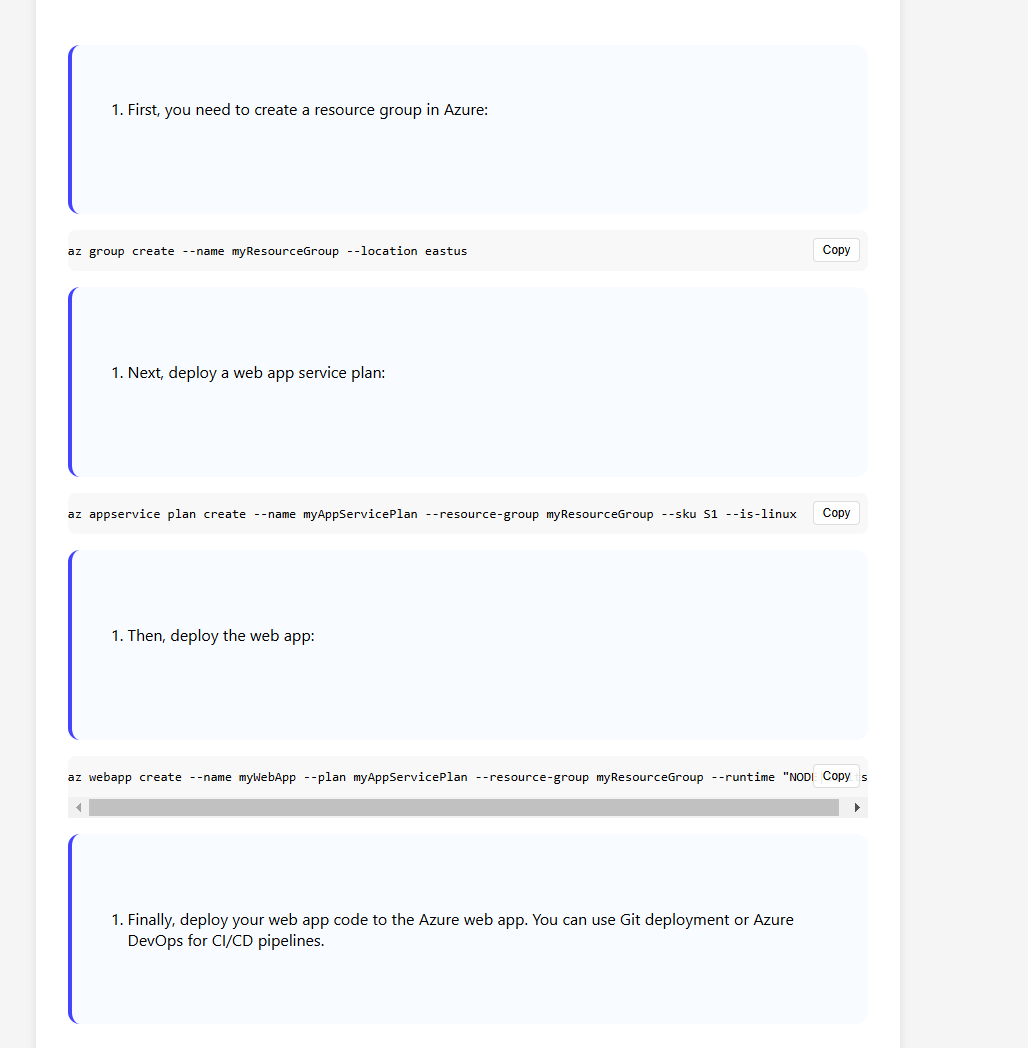 1. First, you need to create a resource group in Azure:
az group create --name myResourceGroup --location eastus
Copy
1. Next, deploy a web app service plan:
az appservice plan create --name myAppServicePlan --resource-group myResourceGroup --sku S1 --is-linux
Copy
1. Then, deploy the web app:
az webapp create --name myWebApp --plan myAppServicePlan --resource-group myResourceGroup --runtime
Copy
1. Finally, deploy your web app code to the Azure web app. You can use Git deployment or Azure
DevOps for CI/CD pipelines.